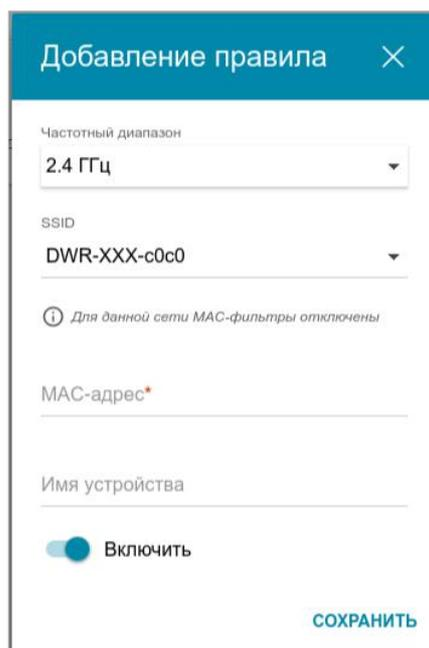 Добавление правила
Частотный диапазон
2.4 ГГц
SSID
DWR-XXX-c0c0
Для данной сети MAC-фильтры отключены
MAC-адрес*
Имя устройства
Включить
СОХРАНИТЬ